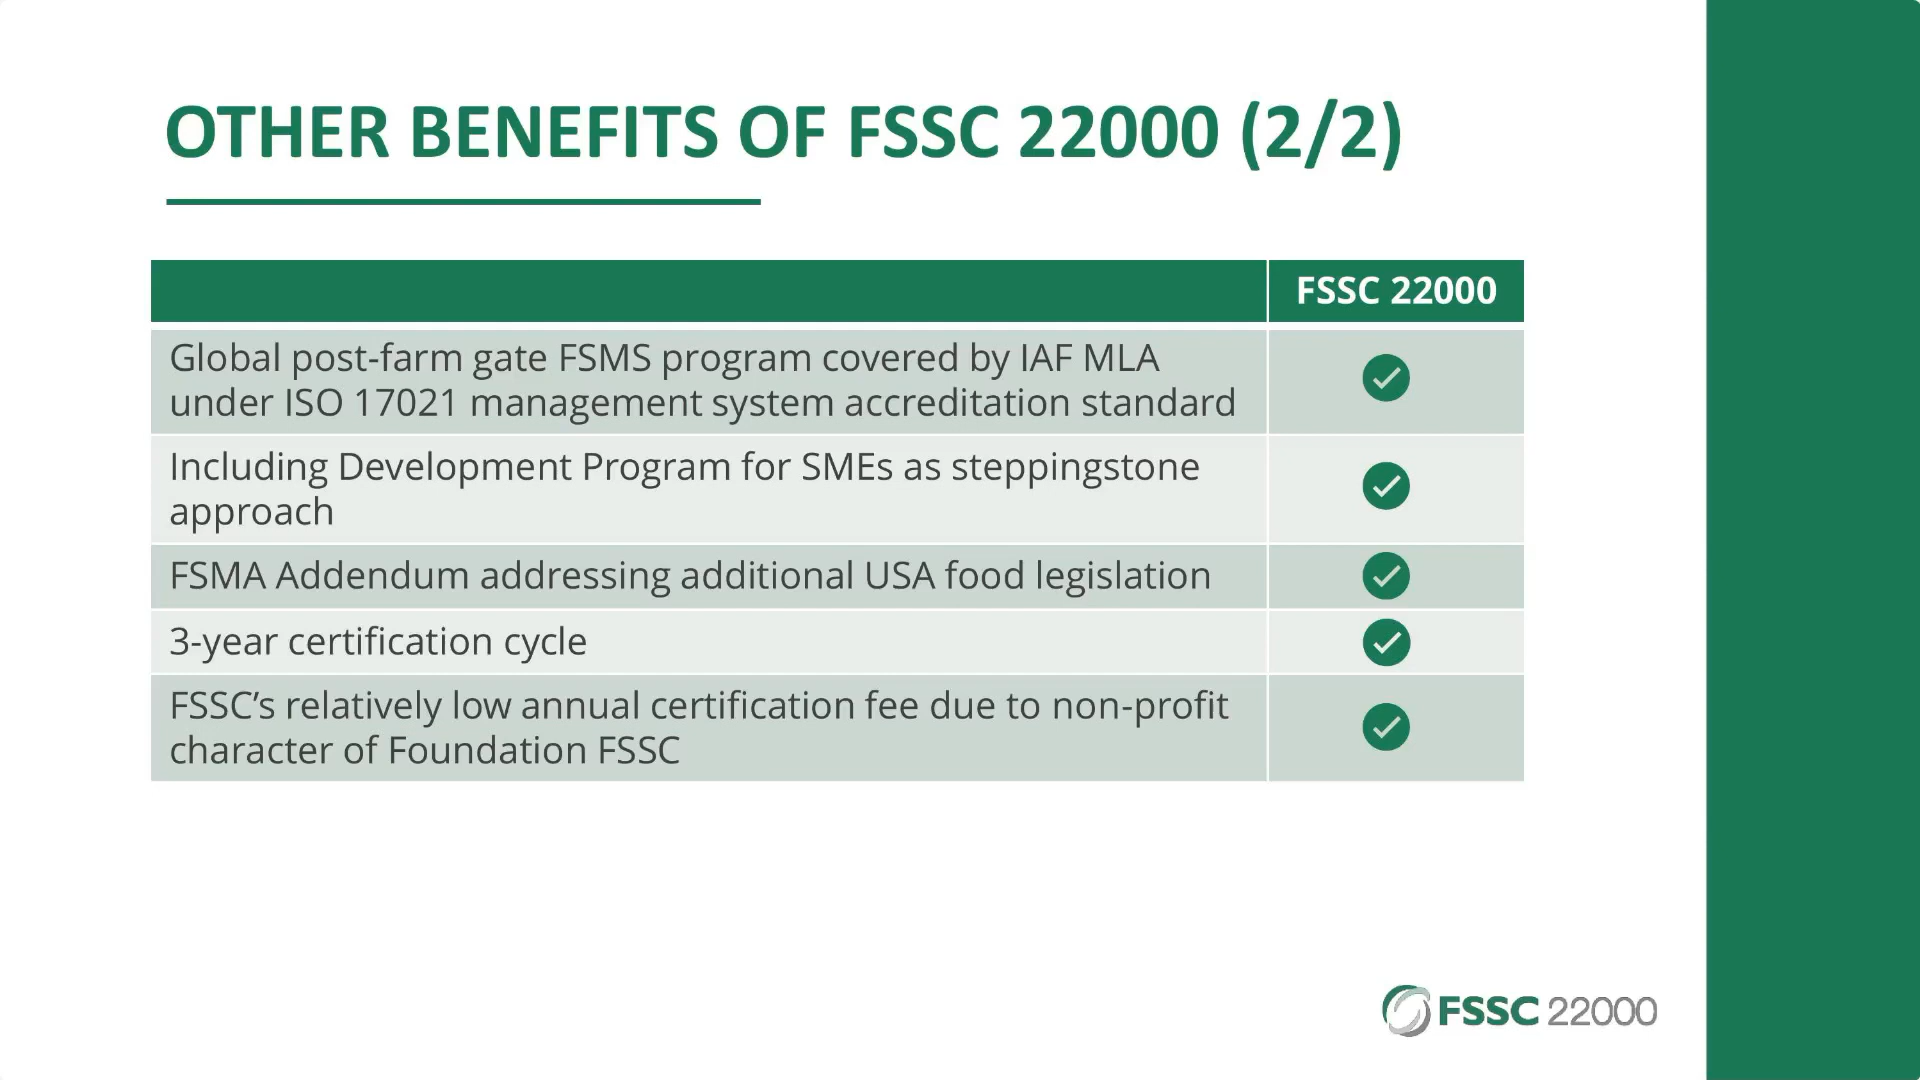 OTHER BENEFITS OF FSSC 22000 (2/2)
FSSC 22000
Global post-farm gate FSMS program covered by IAF MLA
under ISO 17021 management system accreditation standard
Including Development Program for SMEs as steppingstone
approach
FSMA Addendum addressing additional USA food legislation
3-year certification cycle
FSSC’s relatively low annual certification fee due to non-profit
character of Foundation FSSC
FSSC 22000